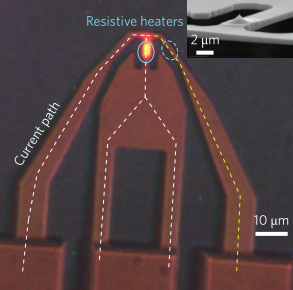 Resistive heaters
2 μm
Current path
10 μm